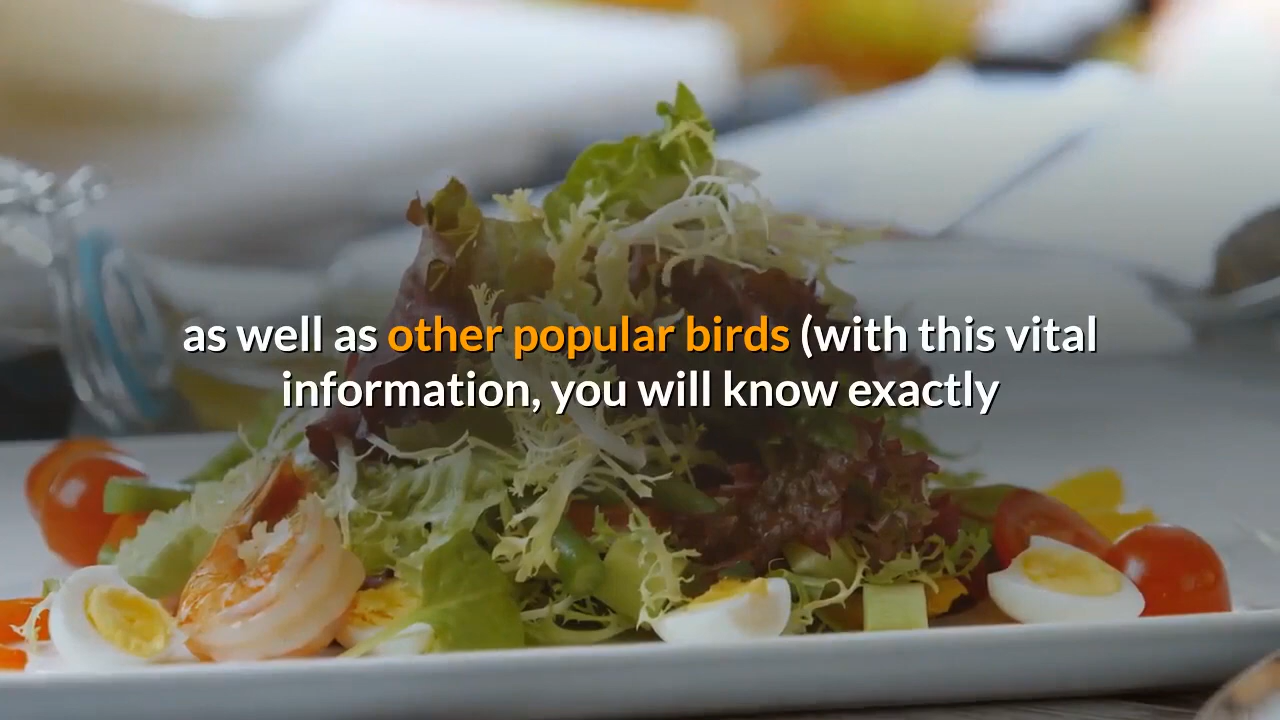 as well as other popular birds (with this vital
information, you will know exactly